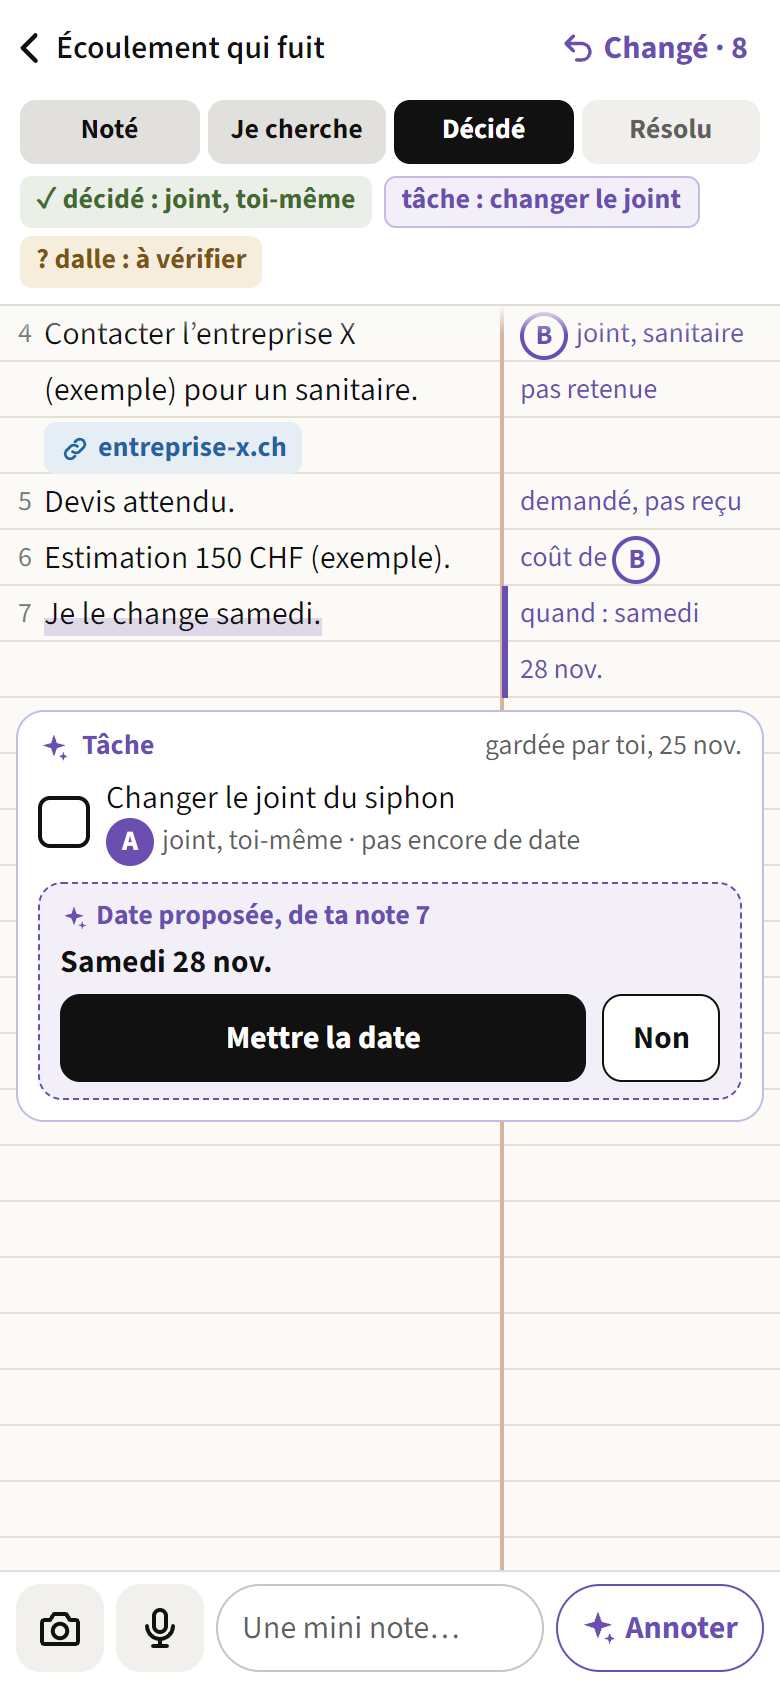 Écoulement qui fuit
Changé · 8
Noté
Je cherche
Décidé
Résolu
✓ décidé : joint, toi-même
tâche : changer le joint
? dalle : à vérifier
4 Contacter l’entreprise X
B joint, sanitaire
(exemple) pour un sanitaire.
pas retenue
entreprise-x.ch
5 Devis attendu.
demandé, pas reçu
6 Estimation 150 CHF (exemple).
coût de B
7 Je le change samedi.
quand : samedi
28 nov.
Tâche
gardée par toi, 25 nov.
Changer le joint du siphon
A joint, toi-même · pas encore de date
Date proposée, de ta note 7
Samedi 28 nov.
Mettre la date
Non
Une mini note…
Annoter